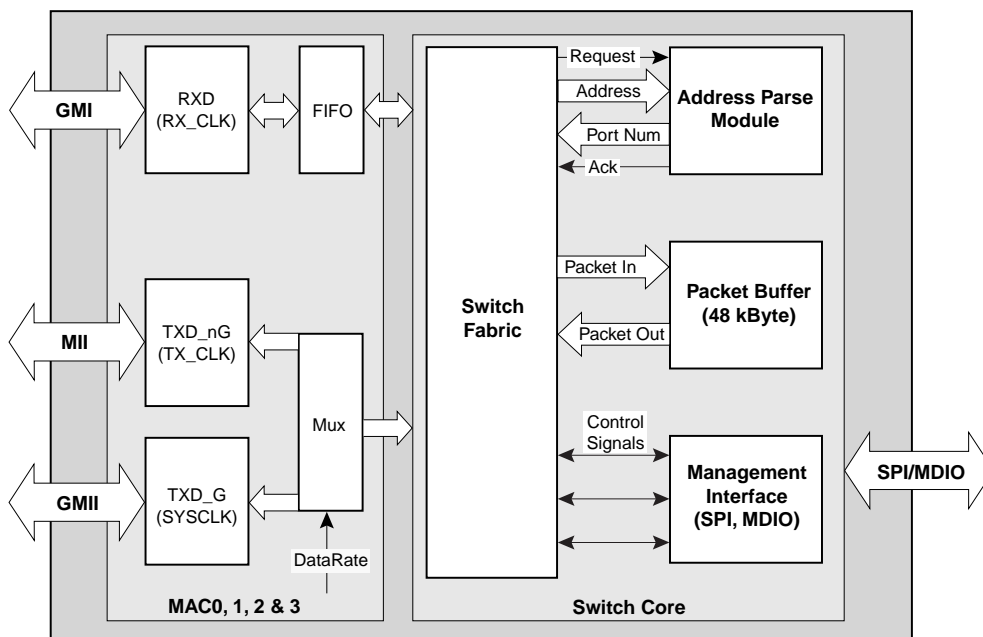 GMI
RXD
(RX_CLK)
FIFO
MII
TXD_nG
(TX_CLK)
GMII
TXD_G
(SYSCLK)
Mux
DataRate
MAC0, 1, 2 & 3
Switch
Fabric
Request
Address
Port Num
Ack
Address Parse
Module
Packet In
Packet Out
Packet Buffer
(48 kByte)
Control
Signals
Management
Interface
(SPI, MDIO)
SPI/MDIO
Switch Core